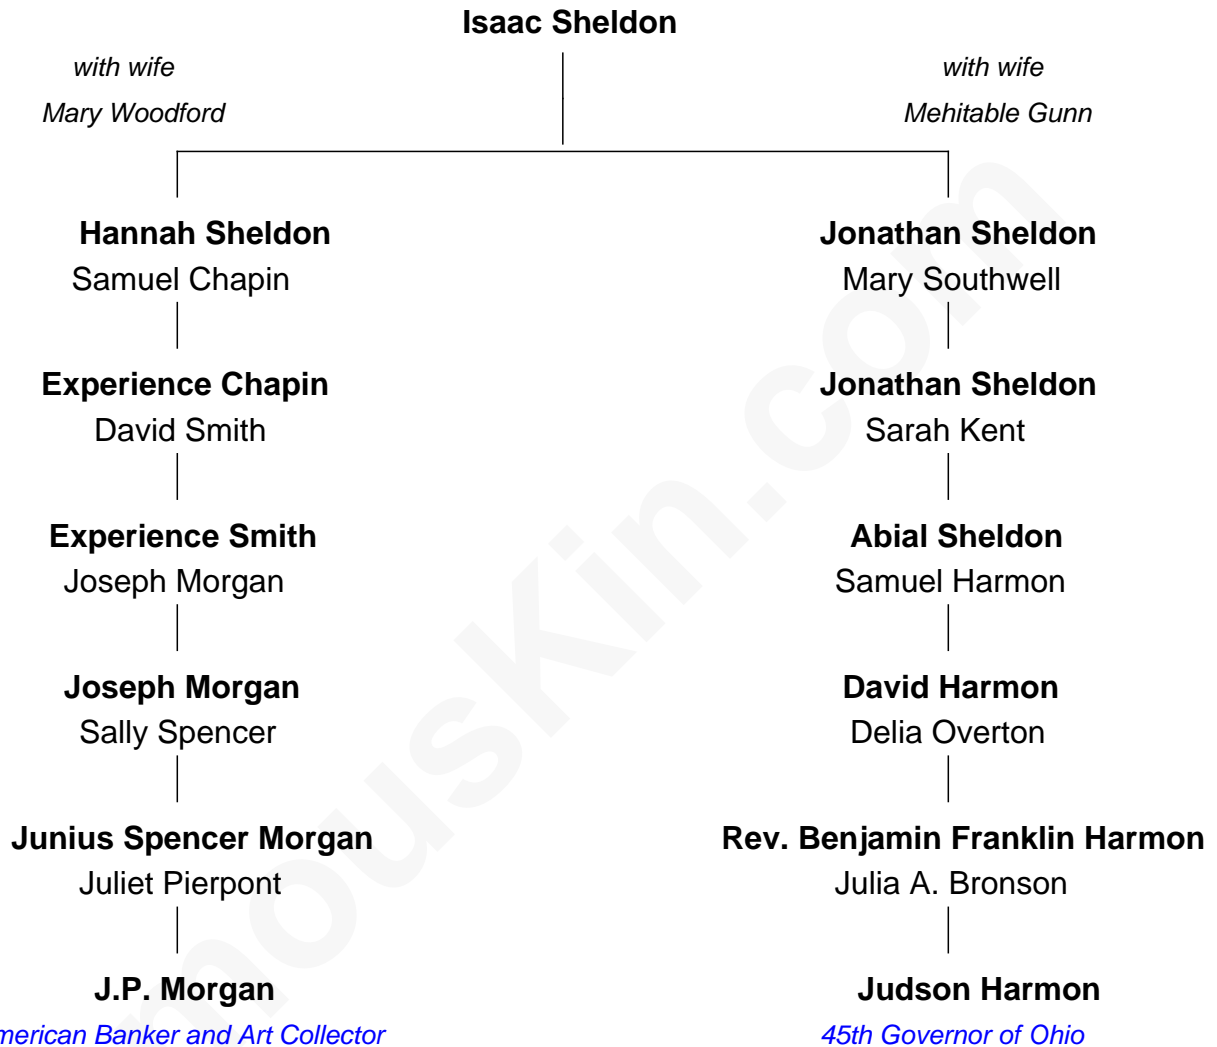 Isaac Sheldon
with wife
Mary Woodford
with wife
Mehitable Gunn
Hannah Sheldon
Samuel Chapin
Jonathan Sheldon
Mary Southwell
Experience Chapin
David Smith
Jonathan Sheldon
Sarah Kent
Experience Smith
Joseph Morgan
Abial Sheldon
Samuel Harmon
Joseph Morgan
Sally Spencer
David Harmon
Delia Overton
Junius Spencer Morgan
Juliet Pierpont
Rev. Benjamin Franklin Harmon
Julia A. Bronson
J.P. Morgan
merican Banker and Art Collector
Judson Harmon
45th Governor of Ohio
mousKin.com